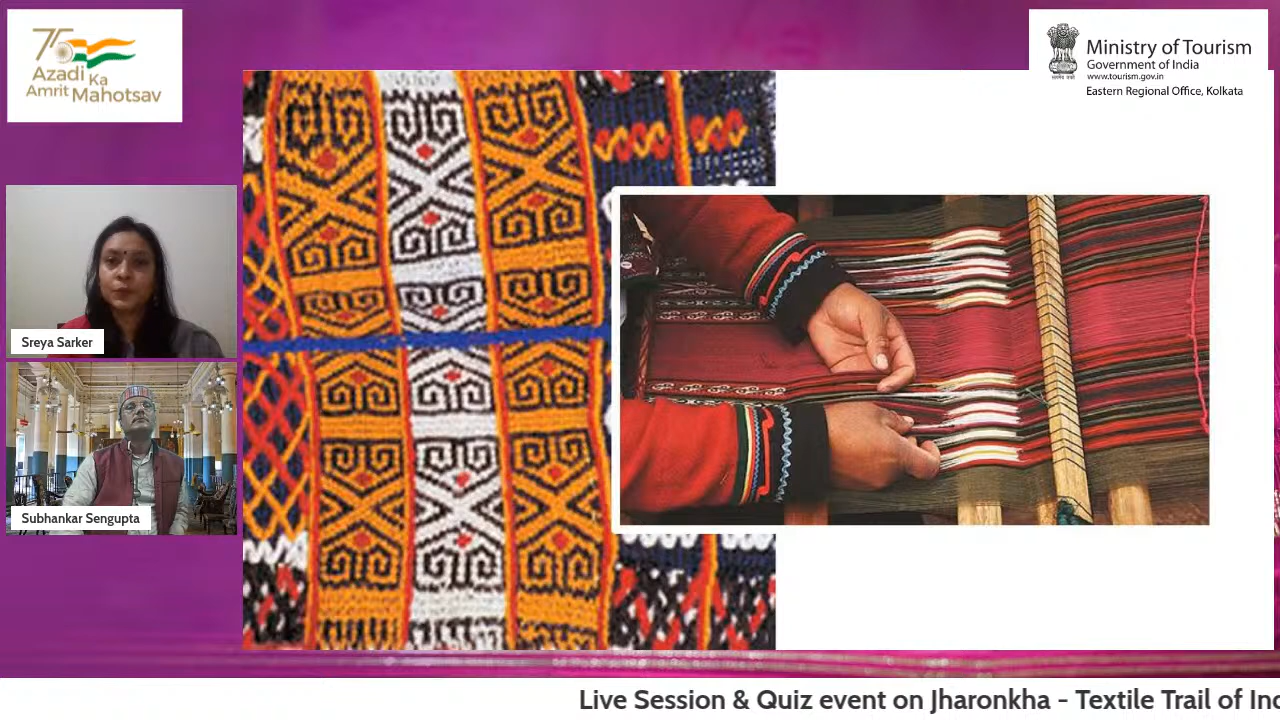 75
Azadi Ka
Amrit Mahotsav
Ministry of Tourism
Government of India
www.tourism.gov.in
Eastern Regional Office, Kolkata
Sreya Sarker
Subhankar Sengupta
Live Session & Quiz event on Jharonkha - Textile Trail of